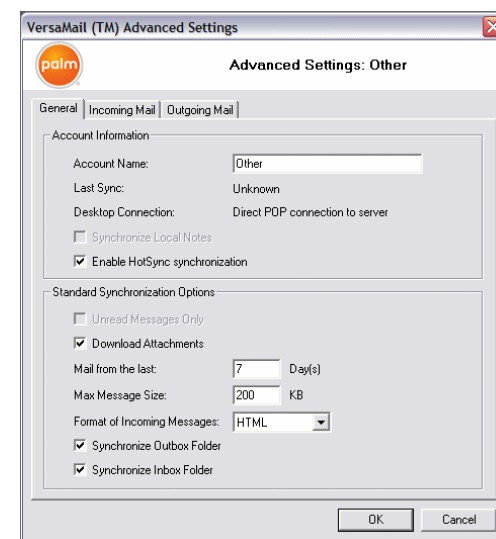 VersaMail (TM) Advanced Settings
palm
Advanced Settings: Other
General Incoming Mail Outgoing Mail
Account Information
Account Name: Other
Last Sync: Unknown
Desktop Connection: Direct POP connection to server
Synchronize Local Notes
Enable HotSync synchronization
Standard Synchronization Options
Unread Messages Only
Download Attachments
Mail from the last: 7 Day(s)
Max Message Size: 200 KB
Format of Incoming Messages: HTML
Synchronize Outbox Folder
Synchronize Inbox Folder
OK Cancel